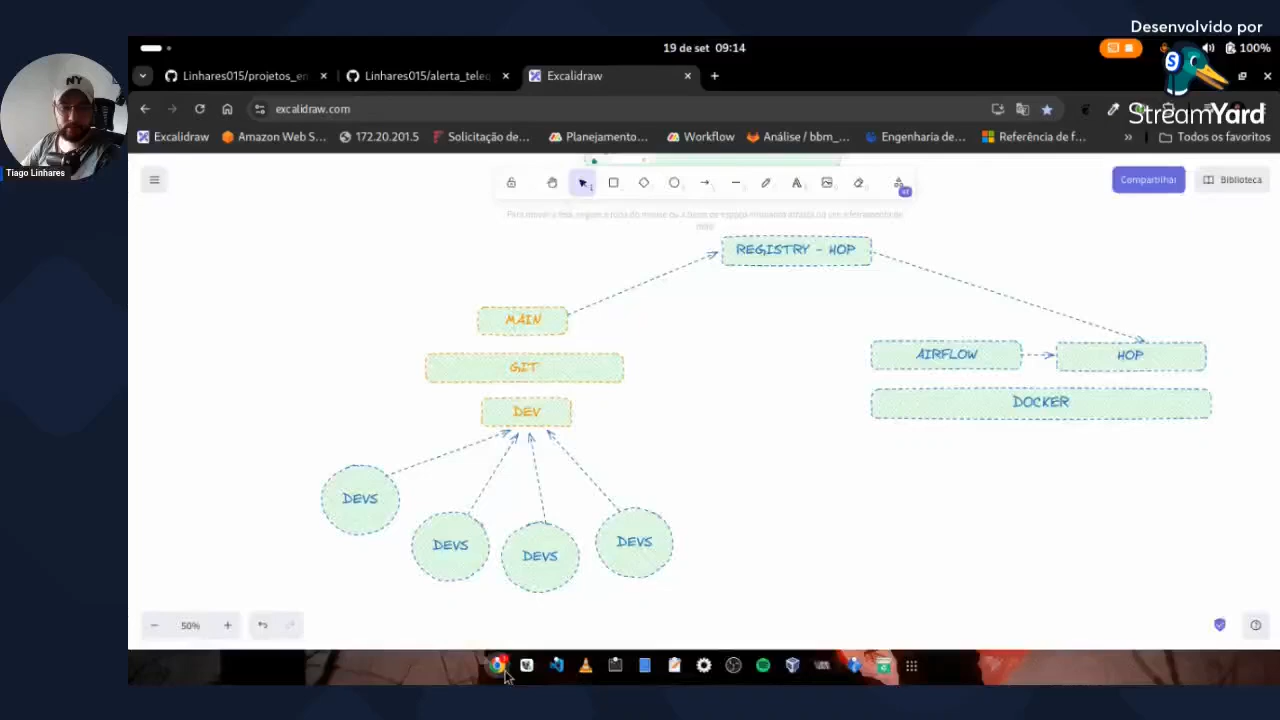 Desenvolvido por
StreamYard
Tiago Linhares
19 de set 09:14
100%
Linhares015/projetos_en
Linhares015/alerta_teleg
Excalidraw
excalidraw.com
Excalidraw
Amazon Web S...
172.20.201.5
Solicitação de...
Planejamento...
Workflow
Análise / bbm_...
Engenharia de...
Referência de f...
Todos os favoritos
Compartilhar
Biblioteca
REGISTRY - HOP
MAIN
GIT
DEV
AIRFLOW
HOP
DOCKER
DEVS
DEVS
DEVS
DEVS
50%